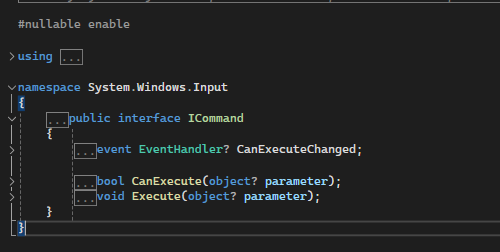 #nullable enable
using ...
namespace System.Windows.Input
{
...public interface ICommand
{
...event EventHandler? CanExecuteChanged;
...bool CanExecute(object? parameter);
...void Execute(object? parameter);
}
}